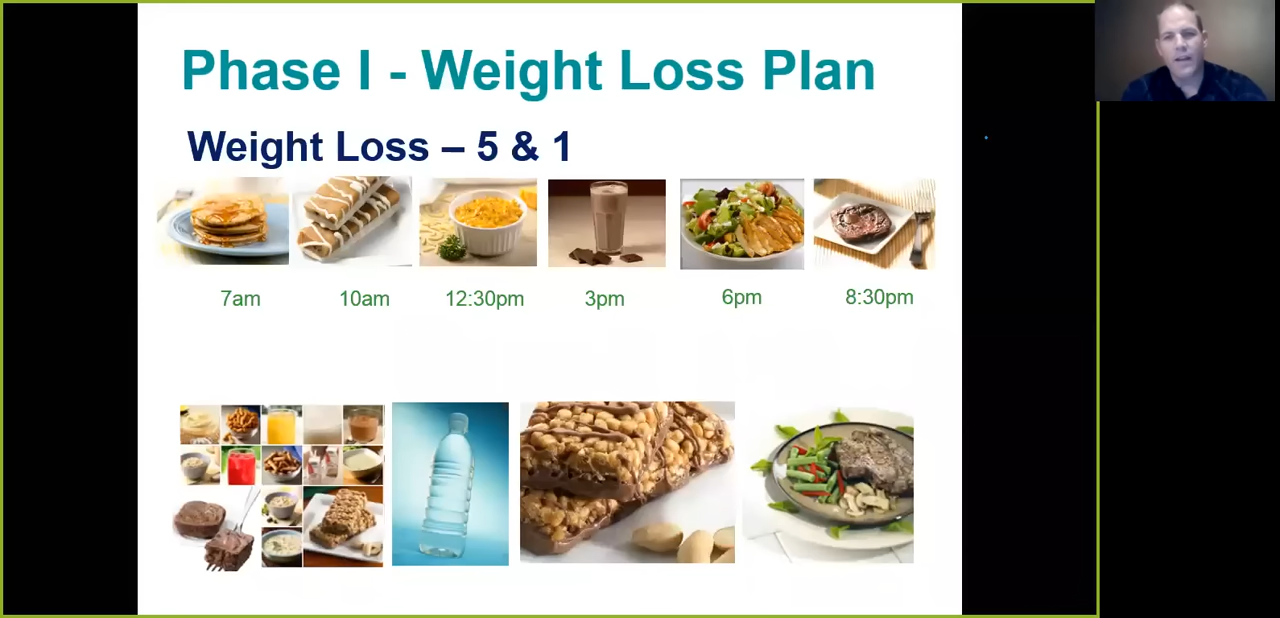 Phase I - Weight Loss Plan
Weight Loss – 5 & 1
7am 10am 12:30pm 3pm 6pm 8:30pm